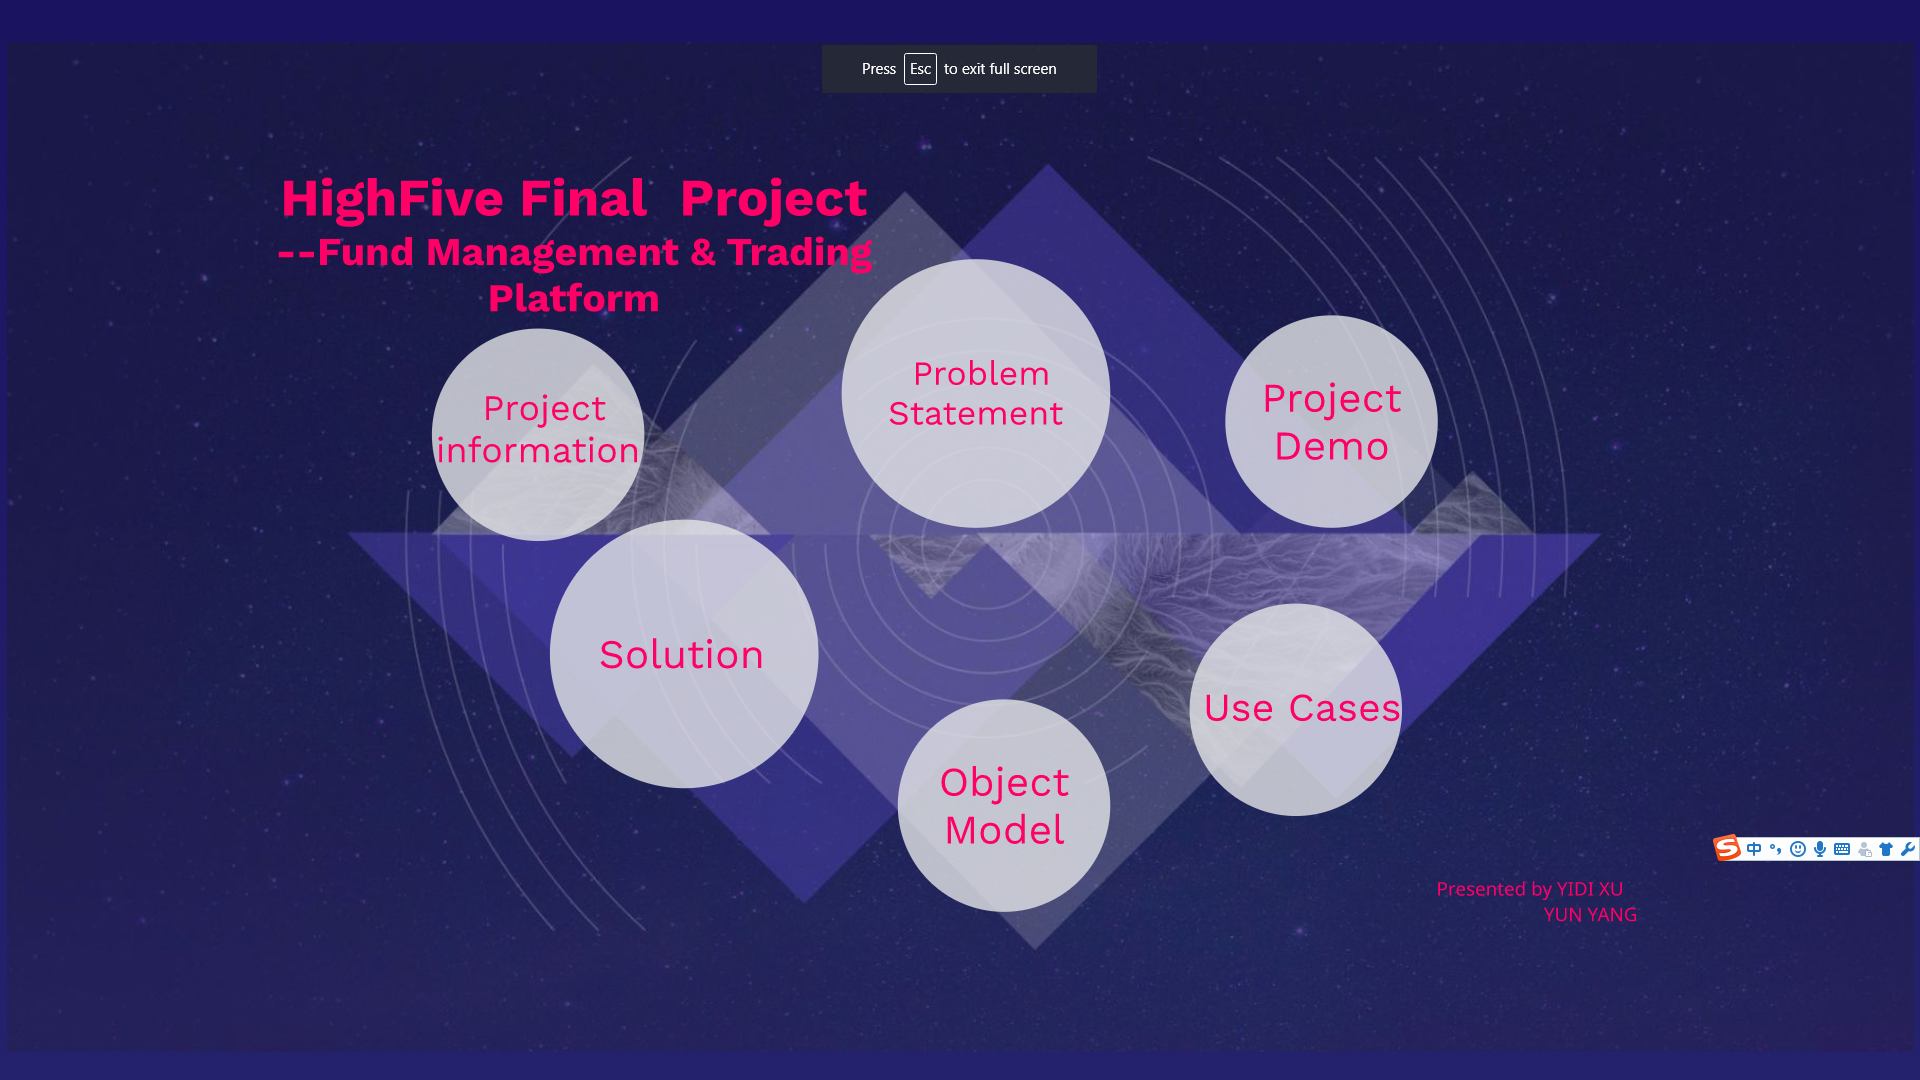 Press Esc to exit full screen
HighFive Final Project
--Fund Management & Trading
Platform
Project
information
Problem
Statement
Project
Demo
Solution
Object
Model
Use Cases
S 中
Presented by YIDI XU
YUN YANG